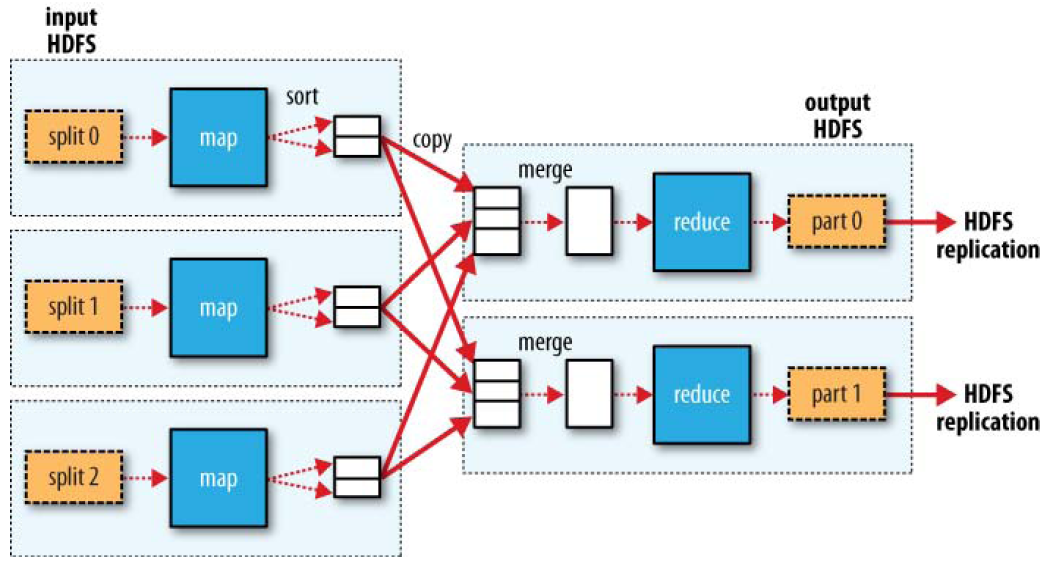 input
HDFS
split 0
map
sort
copy
split 1
map
split 2
map
output
HDFS
merge
reduce
part 0
HDFS
replication
merge
reduce
part 1
HDFS
replication